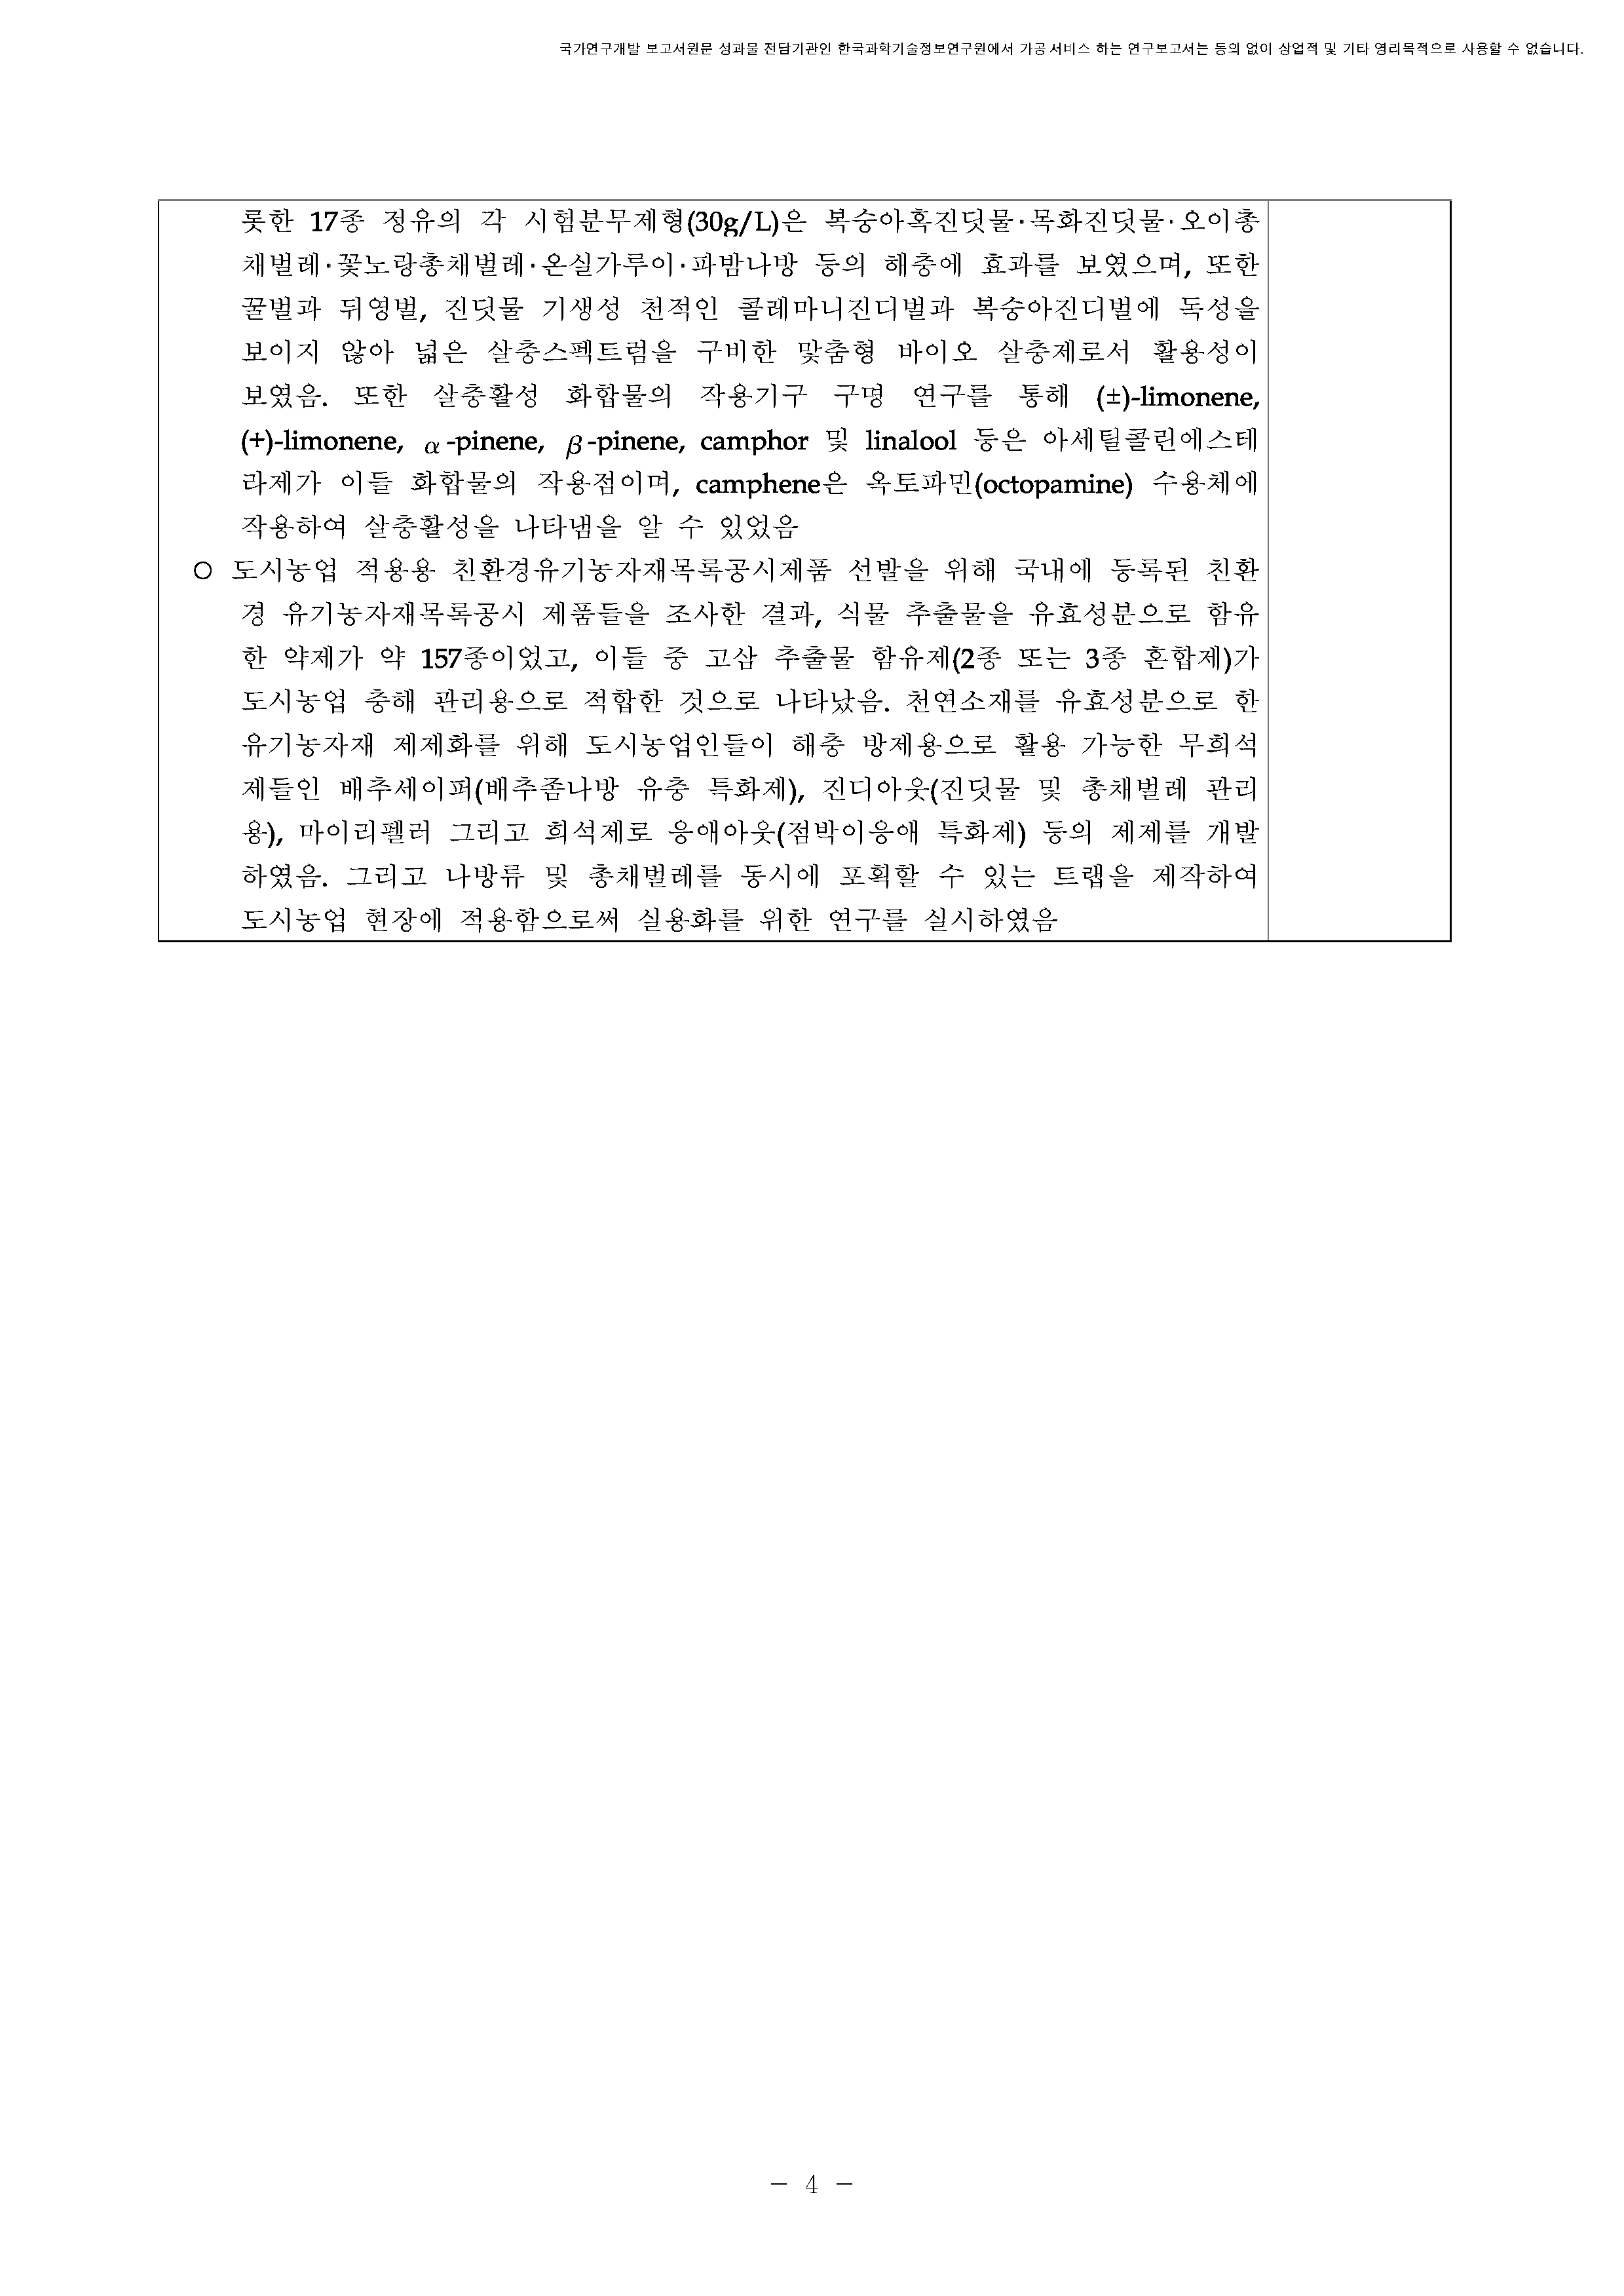 국가연구개발 보고서원문 성과물 전담기관인 한국과학기술정보연구원에서 가공·서비스 하는 연구보고서는 동의 없이 상업적 및 기타 영리목적으로 사용할 수 없습니다.
롯한 17종 정유의 각 시험분무제형(30g/L)은 복숭아혹진딧물·목화진딧물·오이총
채벌레·꽃노랑총채벌레·온실가루이·파밤나방 등의 해충에 효과를 보였으며, 또한
꿀벌과 뒤영벌, 진딧물 기생성 천적인 콜레마니진디벌과 복숭아진디벌에 독성을
보이지 않아 넓은 살충스펙트럼을 구비한 맞춤형 바이오 살충제로서 활용성이
보였음. 또한 살충활성 화합물의 작용기구 구명 연구를 통해 (±)-limonene,
(+)-limonene, α-pinene, β-pinene, camphor 및 linalool 등은 아세틸콜린에스테
라제가 이들 화합물의 작용점이며, camphene은 옥토파민(octopamine) 수용체에
작용하여 살충활성을 나타냄을 알 수 있었음
○ 도시농업 적용용 친환경유기농자재목록공시제품 선발을 위해 국내에 등록된 친환
경 유기농자재목록공시 제품들을 조사한 결과, 식물 추출물을 유효성분으로 함유
한 약제가 약 157종이었고, 이들 중 고삼 추출물 함유제(2종 또는 3종 혼합제)가
도시농업 충해 관리용으로 적합한 것으로 나타났음. 천연소재를 유효성분으로 한
유기농자재 제제화를 위해 도시농업인들이 해충 방제용으로 활용 가능한 무희석
제들인 배추세이퍼(배추좀나방 유충 특화제), 진디아웃(진딧물 및 총채벌레 관리
용), 마이리펠러 그리고 희석제로 응애아웃(점박이응애 특화제) 등의 제제를 개발
하였음. 그리고 나방류 및 총채벌레를 동시에 포획할 수 있는 트랩을 제작하여
도시농업 현장에 적용함으로써 실용화를 위한 연구를 실시하였음
- 4 -